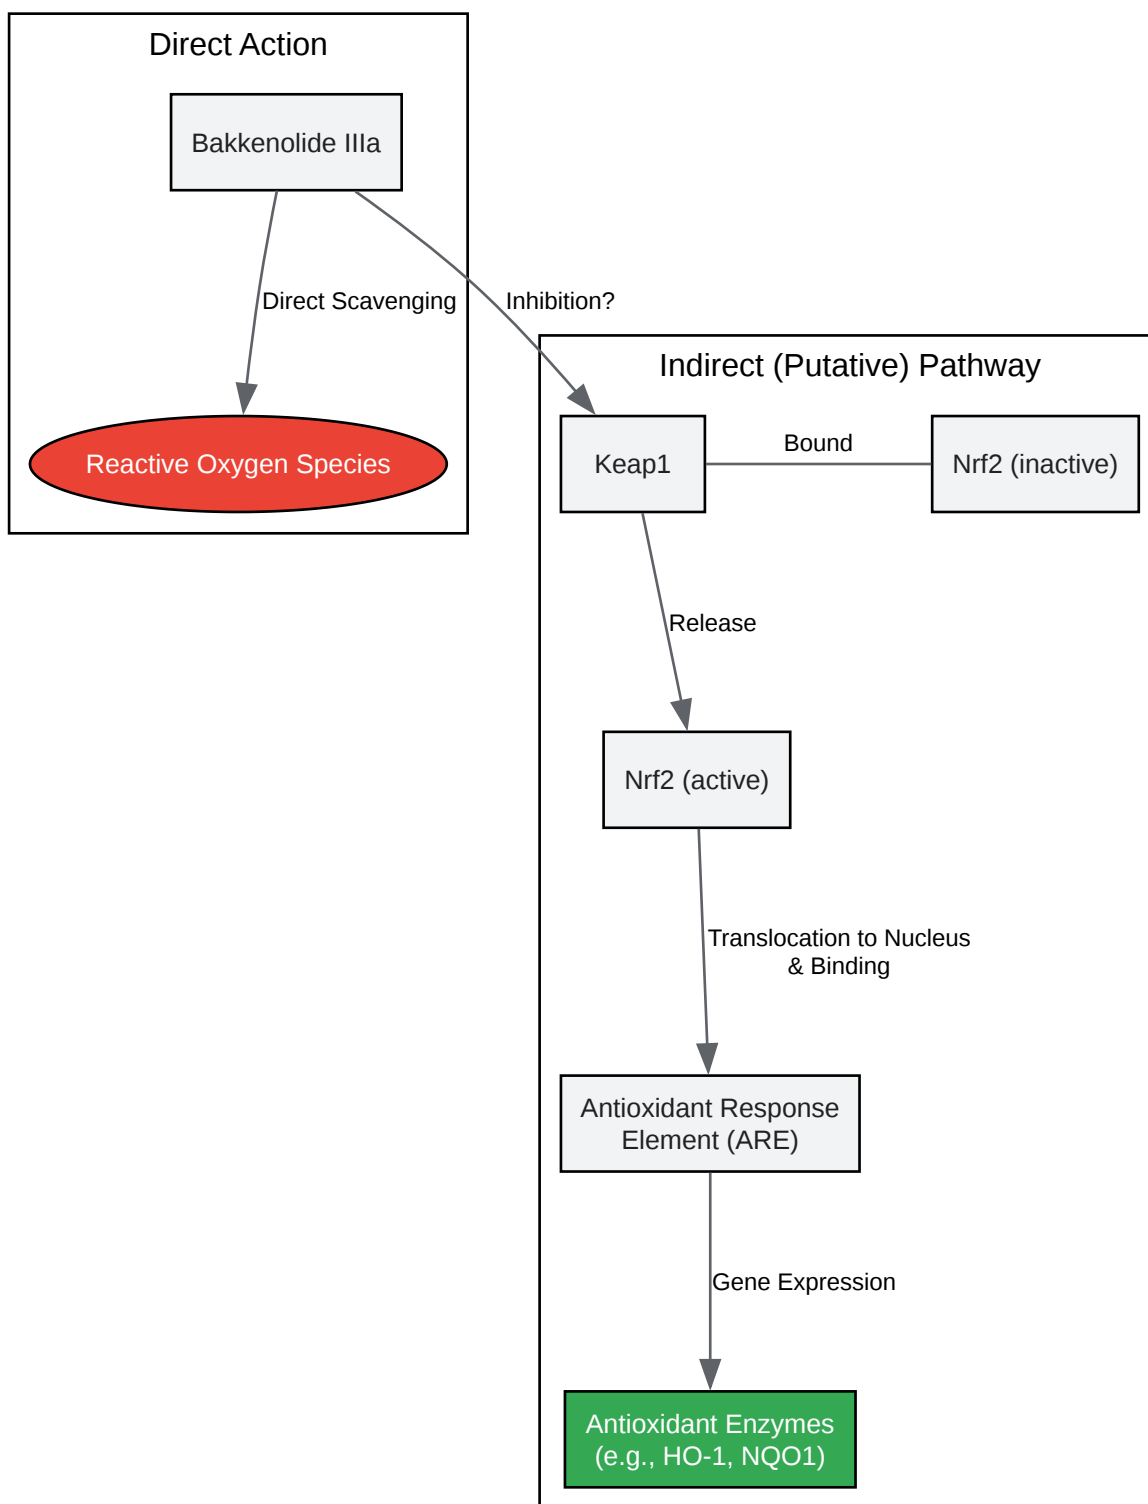 Direct Action
Bakkenolide IIIa
Direct Scavenging
Inhibition?
Reactive Oxygen Species
Indirect (Putative) Pathway
Keap1
Bound
Nrf2 (inactive)
Release
Nrf2 (active)
Translocation to Nucleus
& Binding
Antioxidant Response
Element (ARE)
Gene Expression
Antioxidant Enzymes
(e.g., HO-1, NQO1)